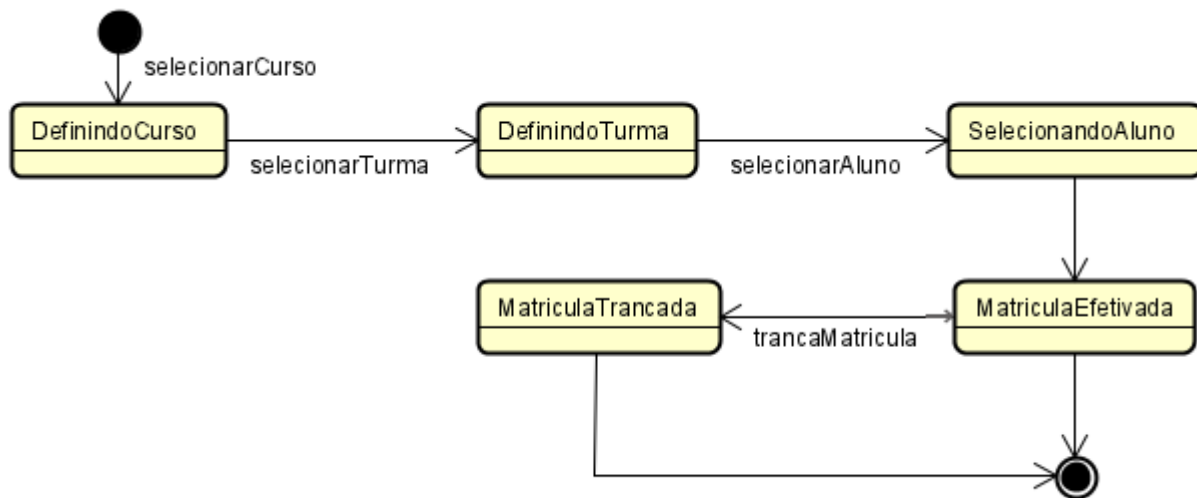 selecionarCurso
DefinindoCurso
selecionarTurma
DefinindoTurma
selecionarAluno
SelecionandoAluno
MatriculaTrancada
trancaMatricula
MatriculaEfetivada